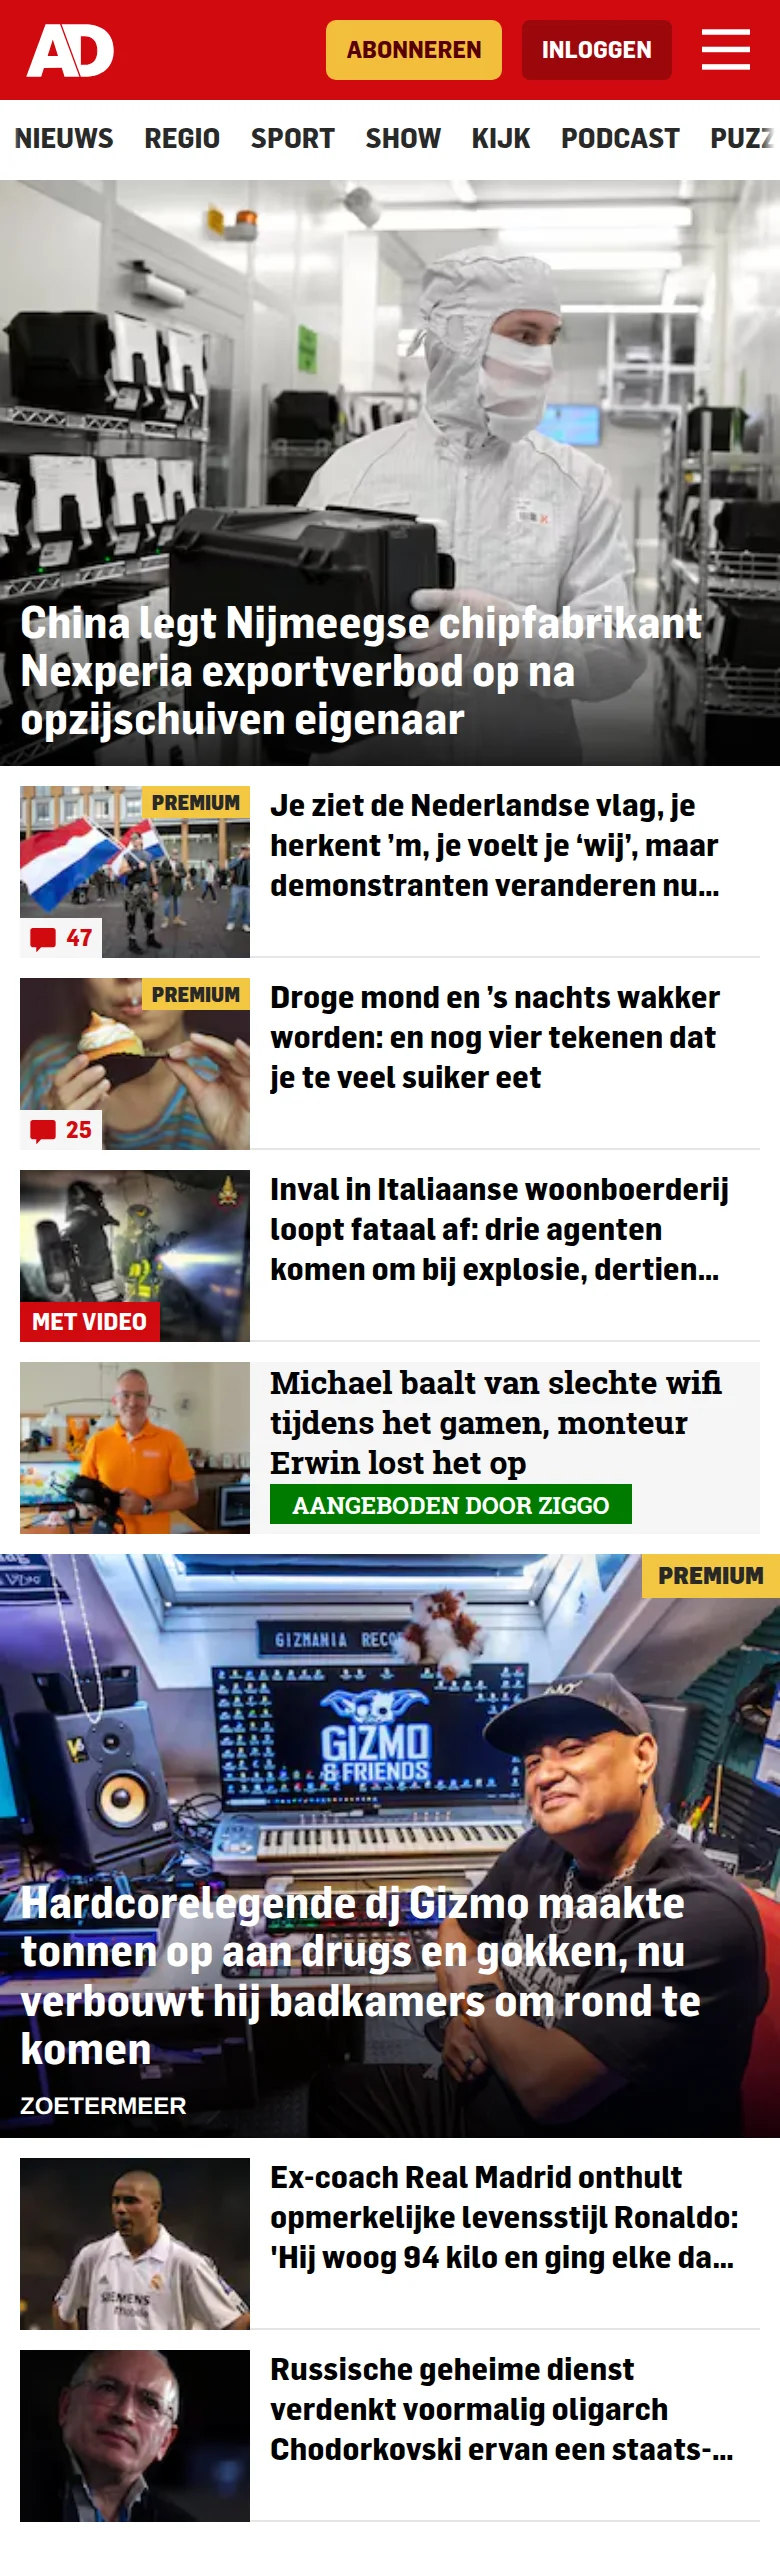 AD
ABONNEREN
INLOGGEN
NIEUWS REGIO SPORT SHOW KIJK PODCAST PUZZ
China legt Nijmeegse chipfabrikant
Nexperia exportverbod op na
opzijschuiven eigenaar
PREMIUM
47
Je ziet de Nederlandse vlag, je
herkent ’m, je voelt je ‘wij’, maar
demonstranten veranderen nu...
PREMIUM
25
Droge mond en ’s nachts wakker
worden: en nog vier tekenen dat
je te veel suiker eet
MET VIDEO
Inval in Italiaanse woonboerderij
loopt fataal af: drie agenten
komen om bij explosie, dertien...
Michael baalt van slechte wifi
tijdens het gamen, monteur
Erwin lost het op
AANGEBODEN DOOR ZIGGO
PREMIUM
GIZMANIA RECO
GIZMO
& FRIENDS
Hardcorelegende dj Gizmo maakte
tonnen op aan drugs en gokken, nu
verbouwt hij badkamers om rond te
komen
ZOETERMEER
SIEMENS
mobile
Ex-coach Real Madrid onthult
opmerkelijke levensstijl Ronaldo:
'Hij woog 94 kilo en ging elke da...
Russische geheime dienst
verdenkt voormalig oligarch
Chodorkovski ervan een staats-...